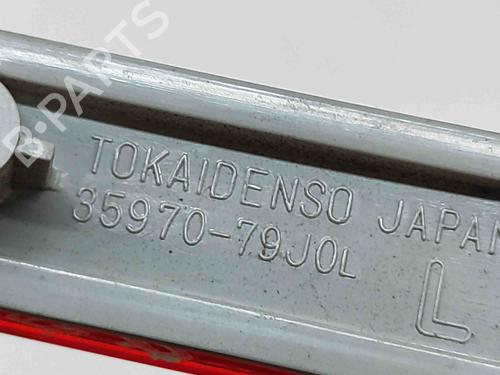 B-PARTS
TOKAIDENSO JAPAN
35970-79J0L
L